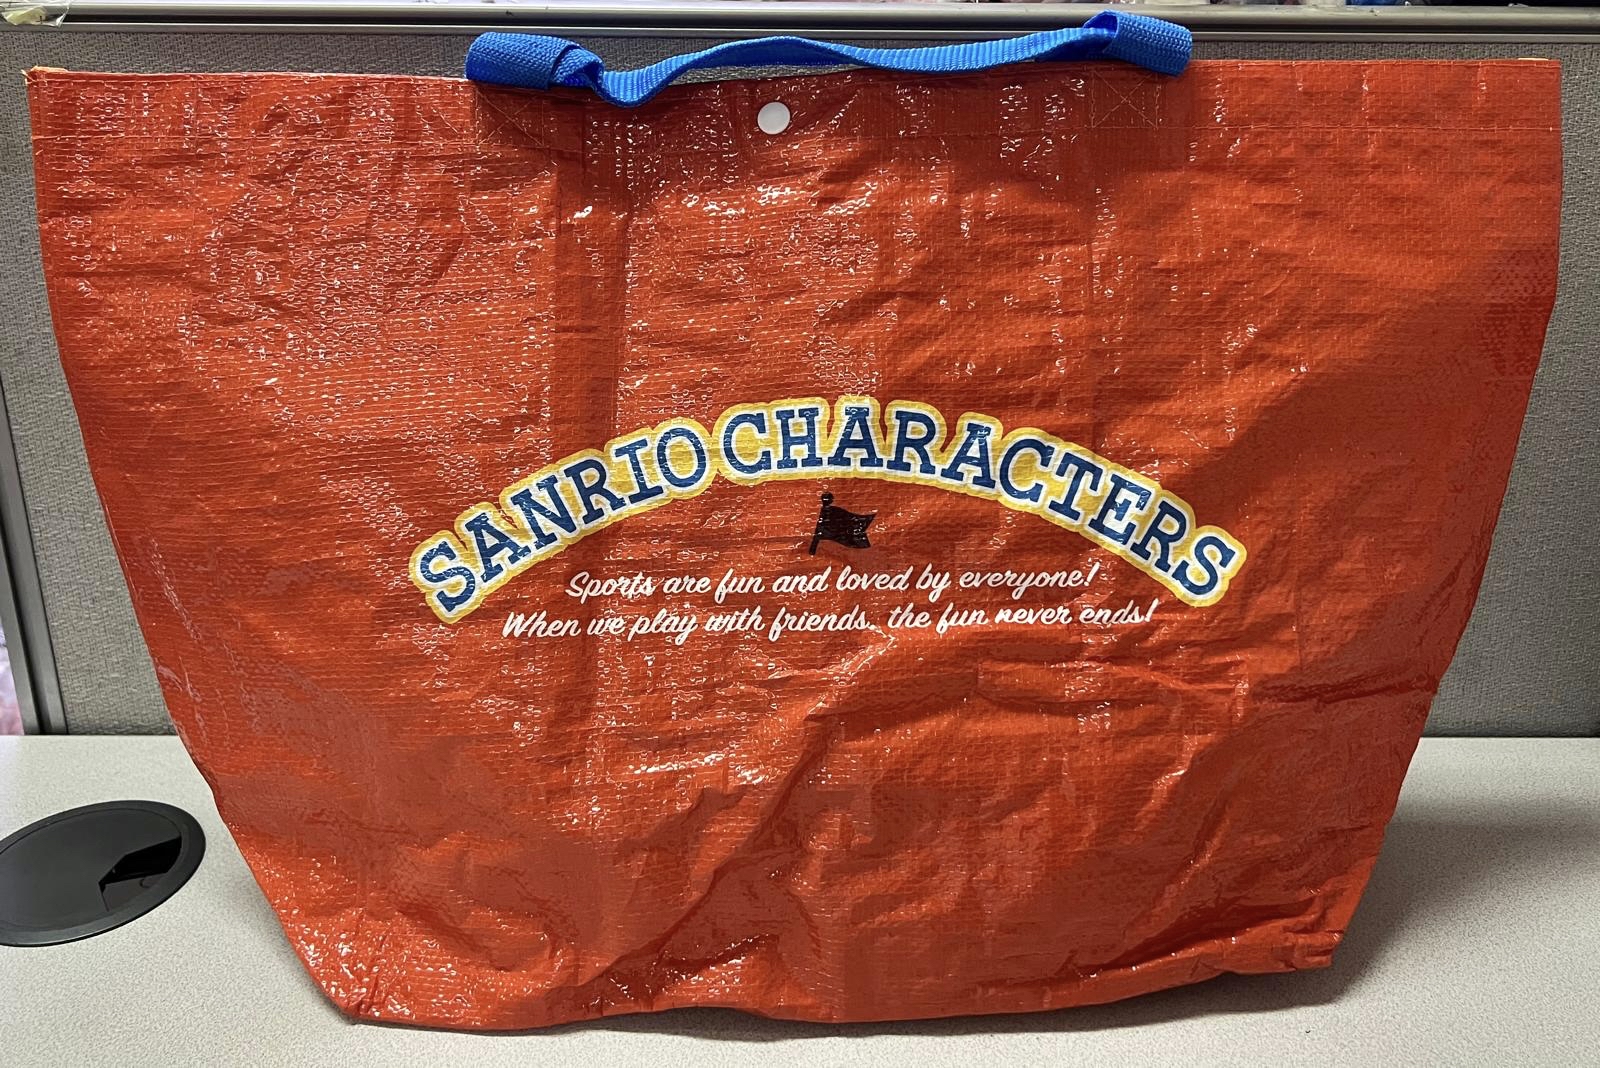 SANRIO CHARACTERS
Sports are fun and loved by everyone!
When we play with friends, the fun never ends!